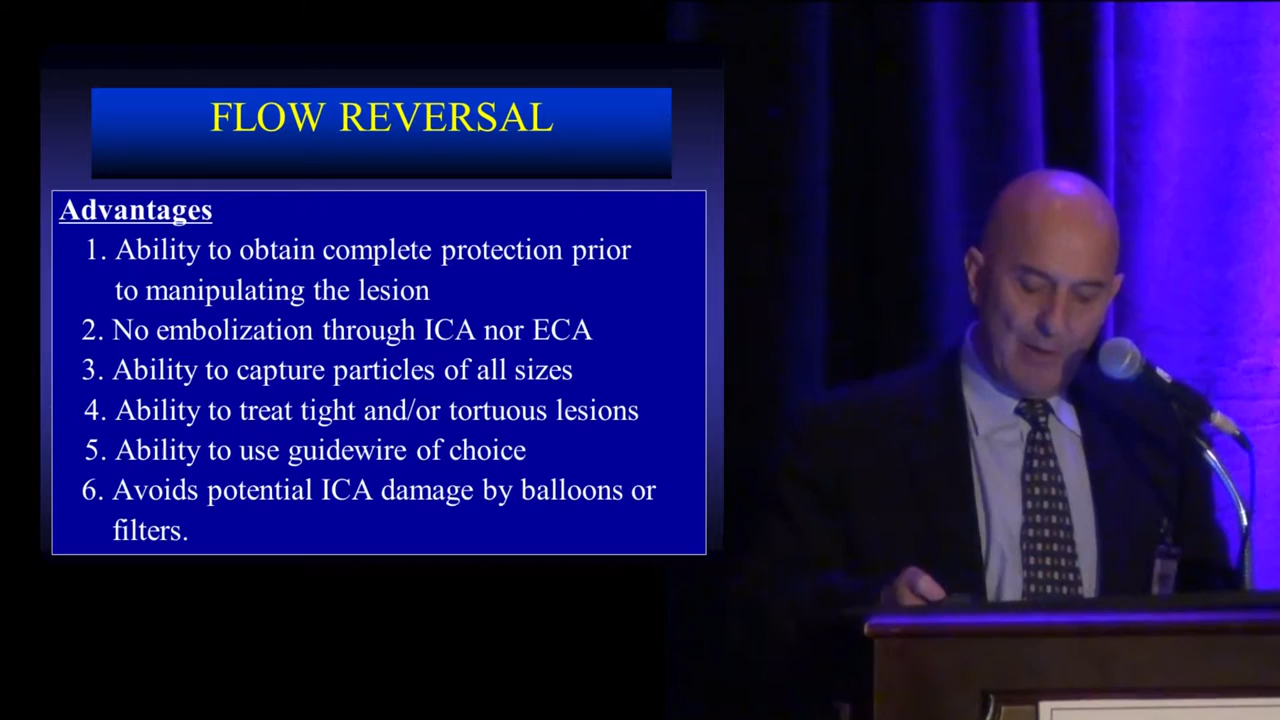 FLOW REVERSAL
Advantages
1. Ability to obtain complete protection prior
to manipulating the lesion
2. No embolization through ICA nor ECA
3. Ability to capture particles of all sizes
4. Ability to treat tight and/or tortuous lesions
5. Ability to use guidewire of choice
6. Avoids potential ICA damage by balloons or
filters.